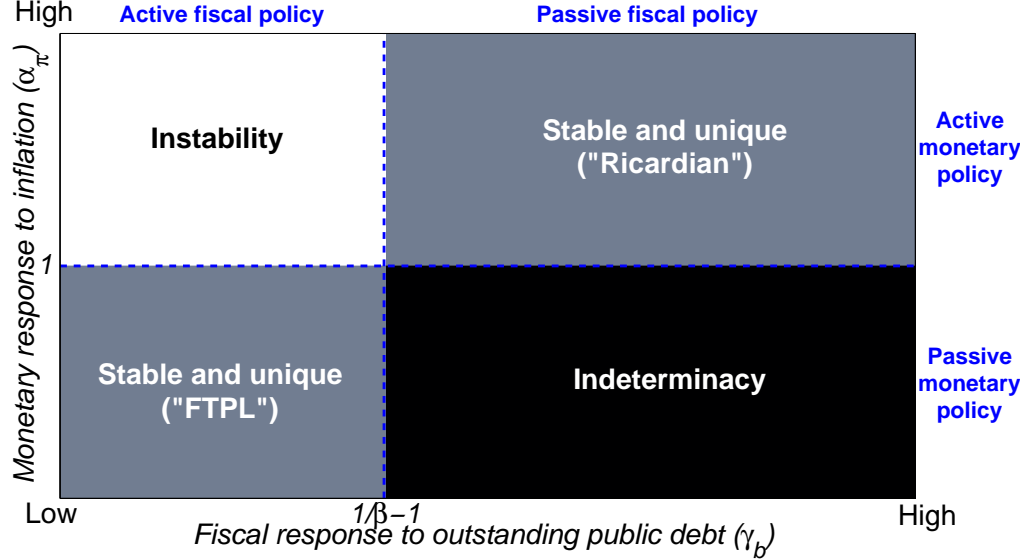 High
Active fiscal policy
Passive fiscal policy
Monetary response to inflation (α_π)
Instability
Stable and unique
("Ricardian")
Active
monetary
policy
1
Stable and unique
("FTPL")
Indeterminacy
Passive
monetary
policy
Low
1/β−1
High
Fiscal response to outstanding public debt (γ_b)